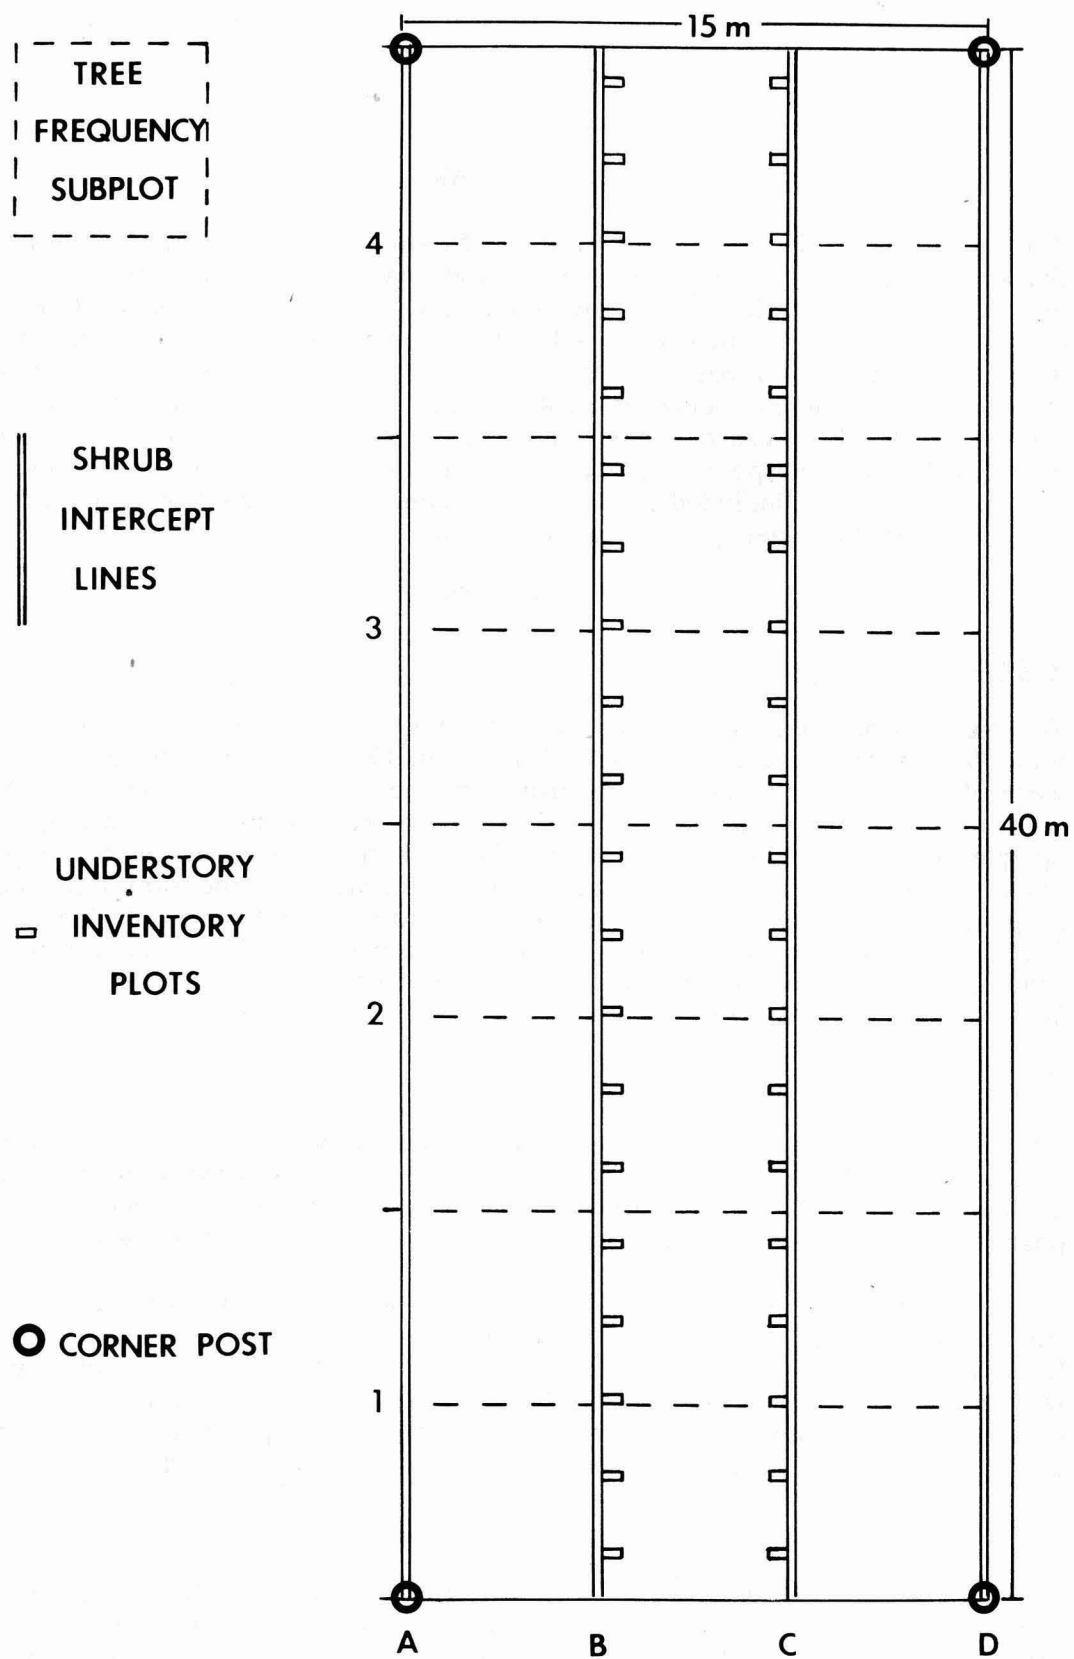 15 m
TREE
FREQUENCY
SUBPLOT
4
SHRUB
INTERCEPT
LINES
3
40 m
UNDERSTORY
INVENTORY
PLOTS
2
CORNER POST
1
A B C D